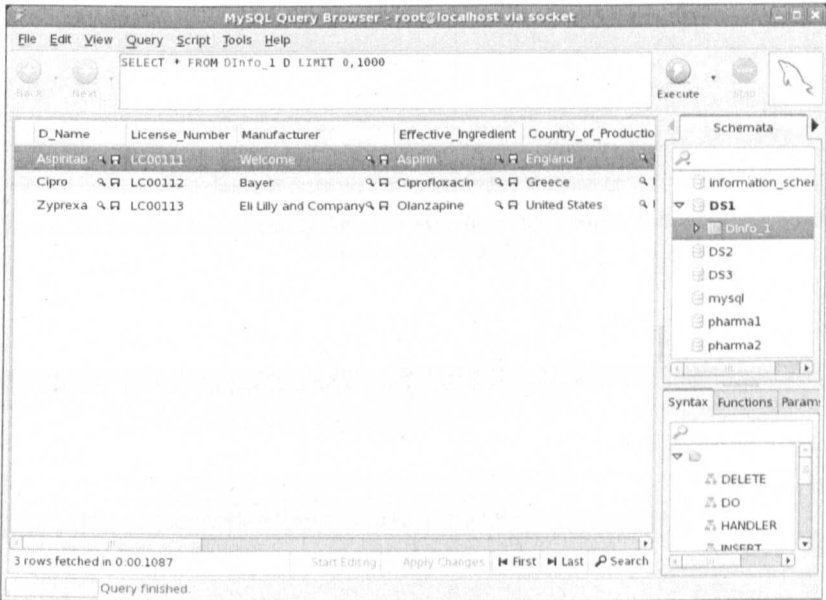 MySQL Query Browser - root@localhost via socket
File Edit View Query Script Tools Help
SELECT * FROM DInfo_1 D LIMIT 0,1000
Back Next Execute Stop
D_Name License_Number Manufacturer Effective_Ingredient Country_of_Productio
Aspiritab LC00111 Welcome Aspirin England
Cipro LC00112 Bayer Ciprofloxacin Greece
Zyprexa LC00113 Eli Lilly and Company Olanzapine United States
Schemata
information_scher
DS1
DInfo_1
DS2
DS3
mysql
pharma1
pharma2
Syntax Functions Param
DELETE
DO
HANDLER
INSERT
3 rows fetched in 0:00.1087 Start Editing Apply Changes First Last Search
Query finished.